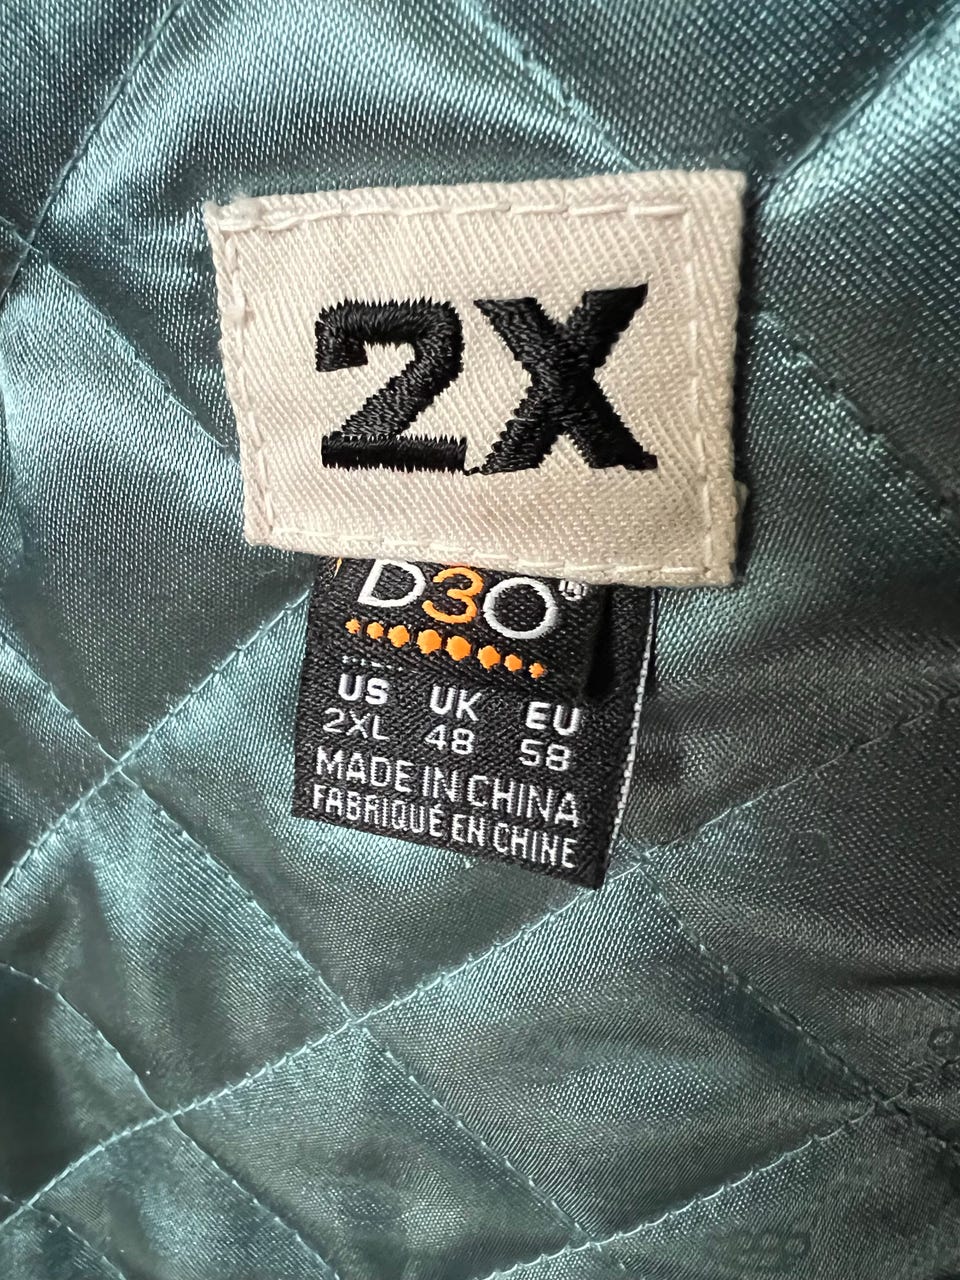 2X
D3O®
US UK EU
2XL 48 58
MADE IN CHINA
FABRIQUÉ EN CHINE